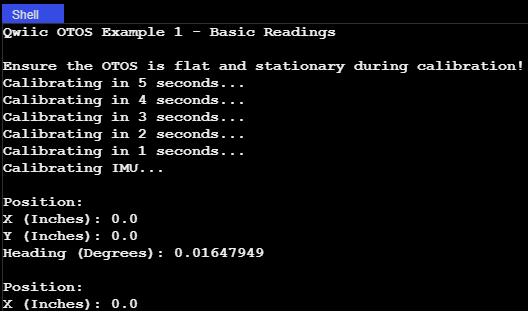 Shell
Qwiic OTOS Example 1 - Basic Readings
Ensure the OTOS is flat and stationary during calibration!
Calibrating in 5 seconds...
Calibrating in 4 seconds...
Calibrating in 3 seconds...
Calibrating in 2 seconds...
Calibrating in 1 seconds...
Calibrating IMU...
Position:
X (Inches): 0.0
Y (Inches): 0.0
Heading (Degrees): 0.01647949
Position:
X (Inches): 0.0